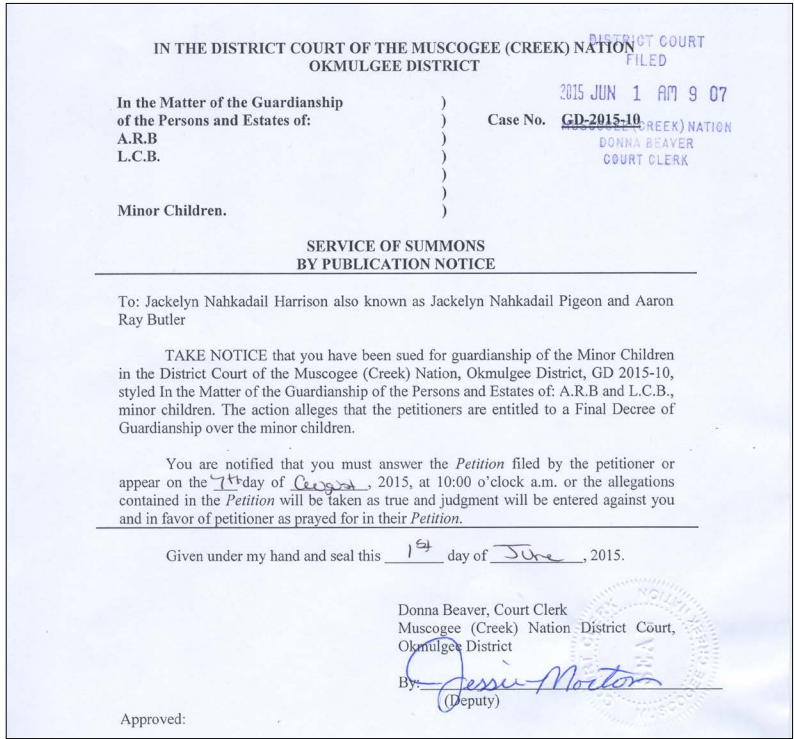 IN THE DISTRICT COURT OF THE MUSCOGEE (CREEK) NATION
OKMULGEE DISTRICT
DISTRICT COURT
FILED
2015 JUN 1 AM 9 07
MUSCOGEE (CREEK) NATION
DONNA BEAVER
COURT CLERK
In the Matter of the Guardianship )
of the Persons and Estates of: ) Case No. GD-2015-10
A.R.B )
L.C.B. )
)
)
Minor Children. )
SERVICE OF SUMMONS
BY PUBLICATION NOTICE
To: Jackelyn Nahkadail Harrison also known as Jackelyn Nahkadail Pigeon and Aaron
Ray Butler
TAKE NOTICE that you have been sued for guardianship of the Minor Children
in the District Court of the Muscogee (Creek) Nation, Okmulgee District, GD 2015-10,
styled In the Matter of the Guardianship of the Persons and Estates of: A.R.B and L.C.B.,
minor children. The action alleges that the petitioners are entitled to a Final Decree of
Guardianship over the minor children.
You are notified that you must answer the Petition filed by the petitioner or
appear on the 7th day of August, 2015, at 10:00 o'clock a.m. or the allegations
contained in the Petition will be taken as true and judgment will be entered against you
and in favor of petitioner as prayed for in their Petition.
Given under my hand and seal this 1st day of June, 2015.
Donna Beaver, Court Clerk
Muscogee (Creek) Nation District Court,
Okmulgee District
By: Jessie Morton
(Deputy)
Approved: